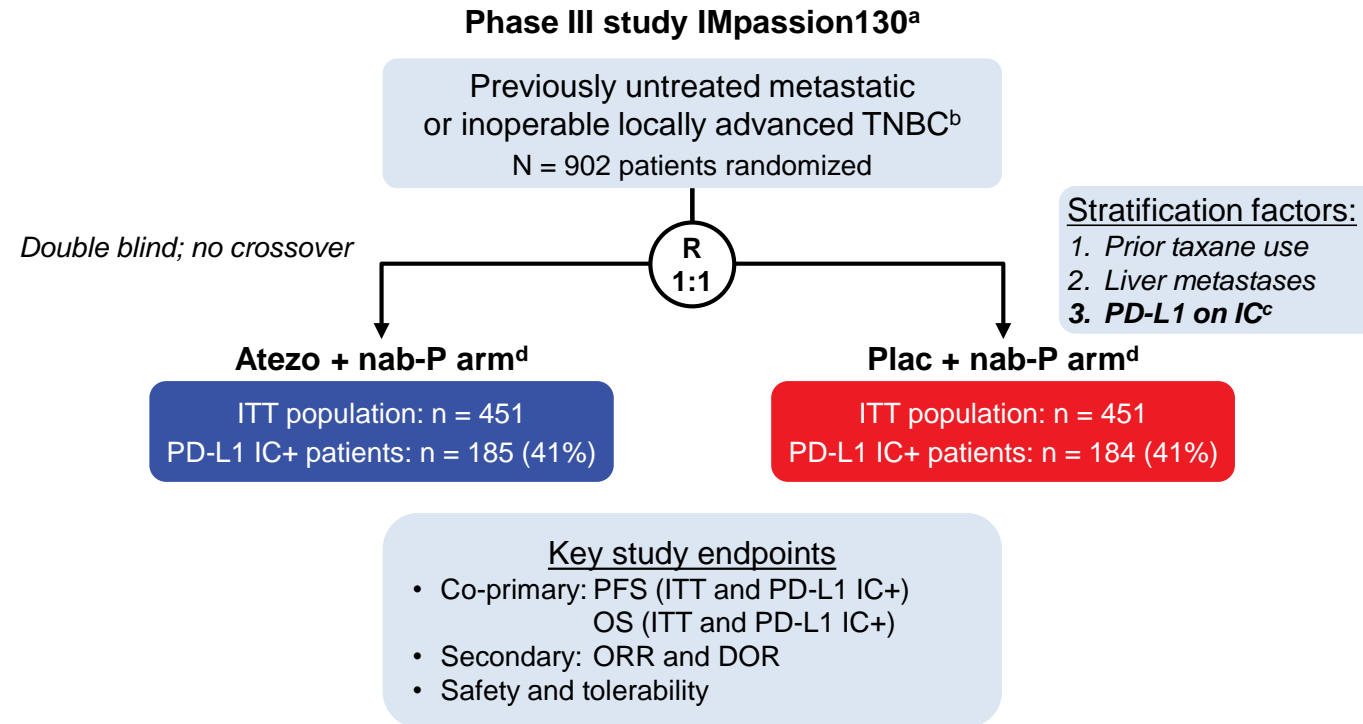 Phase III study IMpassion130ᵃ
Previously untreated metastatic
or inoperable locally advanced TNBCᵇ
N = 902 patients randomized
Double blind; no crossover
R
1:1
Stratification factors:
1. Prior taxane use
2. Liver metastases
3. PD-L1 on ICᶜ
Atezo + nab-P armᵈ
ITT population: n = 451
PD-L1 IC+ patients: n = 185 (41%)
Plac + nab-P armᵈ
ITT population: n = 451
PD-L1 IC+ patients: n = 184 (41%)
Key study endpoints
• Co-primary: PFS (ITT and PD-L1 IC+)
OS (ITT and PD-L1 IC+)
• Secondary: ORR and DOR
• Safety and tolerability